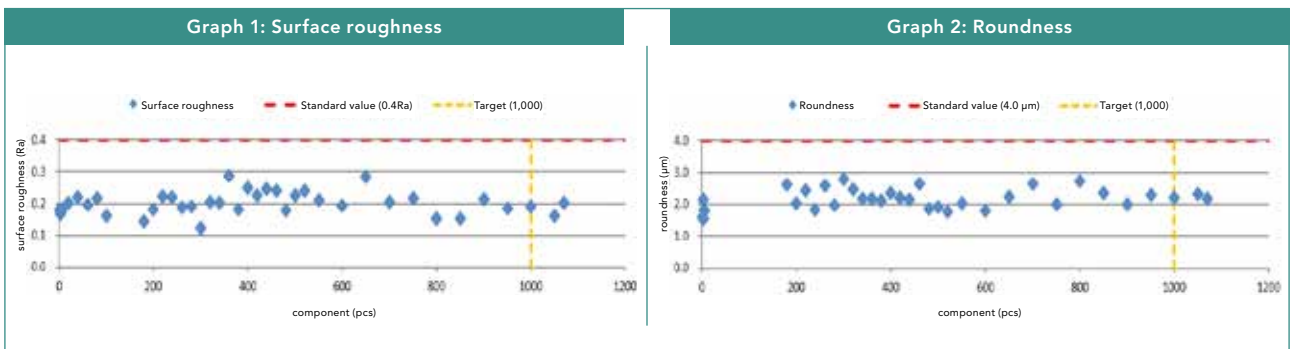 Graph 1: Surface roughness
Surface roughness Standard value (0.4Ra) Target (1,000)
surface roughness (Ra)
0.4
0.3
0.2
0.1
0.0
0 200 400 600 800 1000 1200
component (pcs)
Graph 2: Roundness
Roundness Standard value (4.0 µm) Target (1,000)
roundness (µm)
4.0
3.0
2.0
1.0
0.0
0 200 400 600 800 1000 1200
component (pcs)